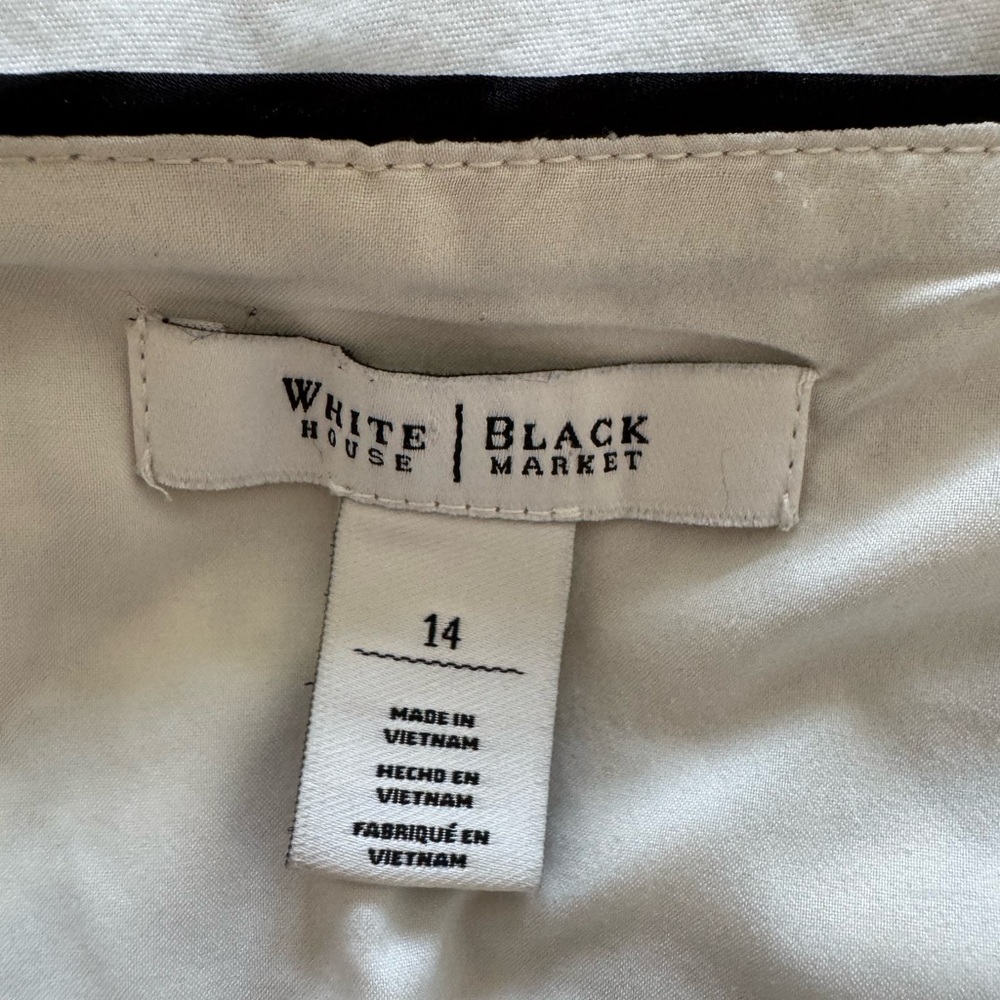 WHITE | BLACK
HOUSE MARKET
14
MADE IN
VIETNAM
HECHO EN
VIETNAM
FABRIQUÉ EN
VIETNAM